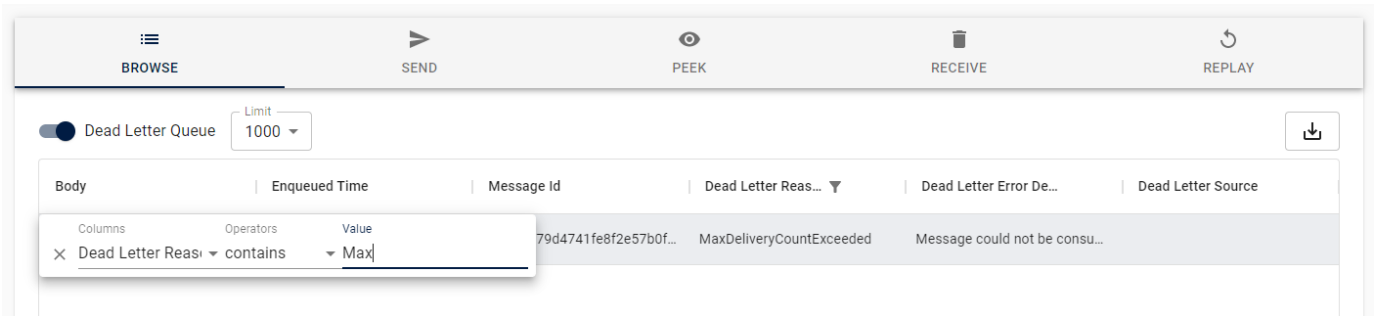 BROWSE SEND PEEK RECEIVE REPLAY
Dead Letter Queue Limit 1000
Body Enqueued Time Message Id Dead Letter Reas... Dead Letter Error De... Dead Letter Source
Columns Operators Value
Dead Letter Reas contains Max
79d4741fe8f2e57b0f... MaxDeliveryCountExceeded Message could not be consu...